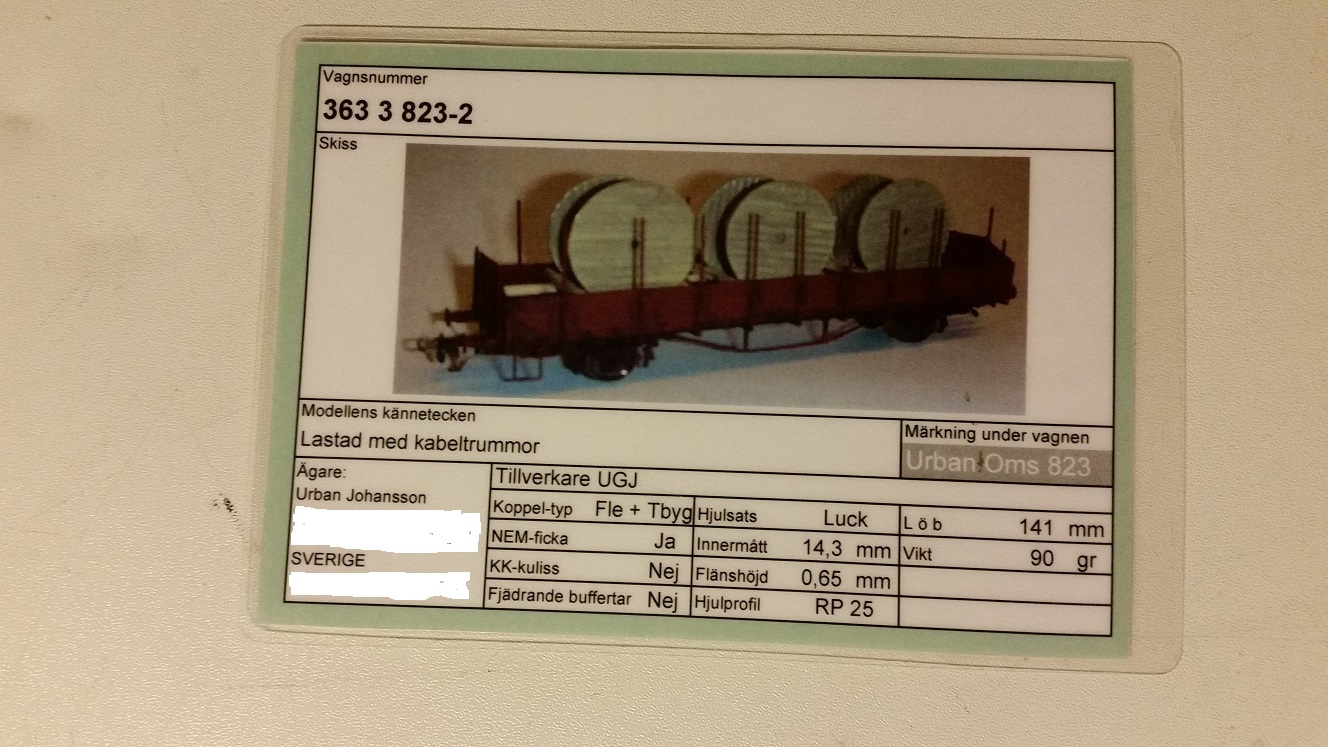 Vagnsnummer
363 3 823-2
Skiss
Modellens kännetecken
Lastad med kabeltrummor
Märkning under vagnen
Urban Oms 823
Ägare:
Urban Johansson
SVERIGE
Tillverkare UGJ
Koppel-typ Fle + Tbyg
NEM-ficka Ja
KK-kuliss Nej
Fjädrande buffertar Nej
Hjulsats Luck
Innermått 14,3 mm
Flänshöjd 0,65 mm
Hjulprofil RP 25
L ö b 141 mm
Vikt 90 gr